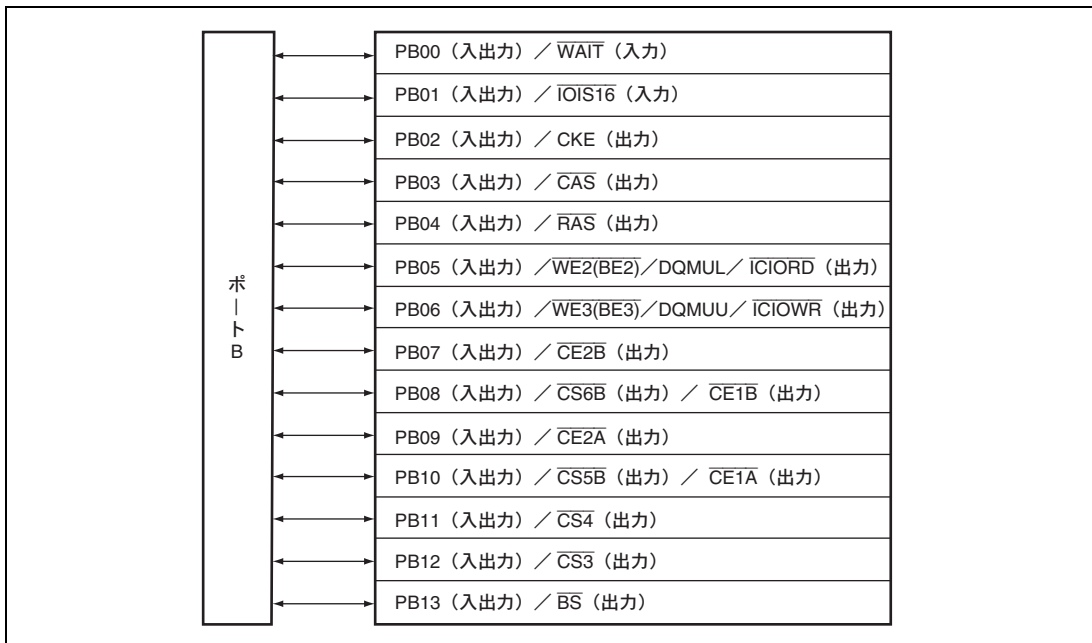 ポートB
PB00（入出力）／WAIT（入力）
PB01（入出力）／IOIS16（入力）
PB02（入出力）／CKE（出力）
PB03（入出力）／CAS（出力）
PB04（入出力）／RAS（出力）
PB05（入出力）／WE2(BE2)／DQMUL／ICIORD（出力）
PB06（入出力）／WE3(BE3)／DQMUU／ICIOWR（出力）
PB07（入出力）／CE2B（出力）
PB08（入出力）／CS6B（出力）／ CE1B（出力）
PB09（入出力）／CE2A（出力）
PB10（入出力）／CS5B（出力）／ CE1A（出力）
PB11（入出力）／CS4（出力）
PB12（入出力）／CS3（出力）
PB13（入出力）／BS（出力）